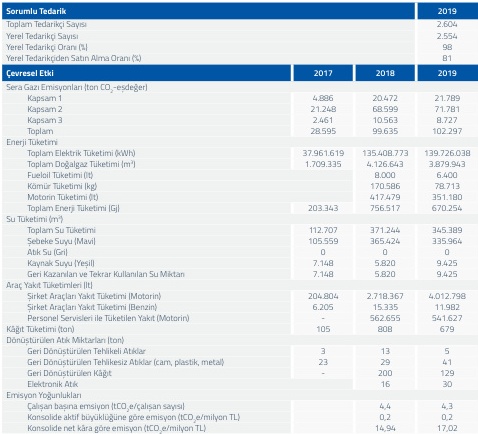 Sorumlu Tedarik 2019
Toplam Tedarikçi Sayısı 2.604
Yerel Tedarikçi Sayısı 2.554
Yerel Tedarikçi Oranı (%) 98
Yerel Tedarikçiden Satın Alma Oranı (%) 81
Çevresel Etki 2017 2018 2019
Sera Gazı Emisyonları (ton CO₂-eşdeğer)
Kapsam 1 4.886 20.472 21.789
Kapsam 2 21.248 68.599 71.781
Kapsam 3 2.461 10.563 8.727
Toplam 28.595 99.635 102.297
Enerji Tüketimi
Toplam Elektrik Tüketimi (kWh) 37.961.619 135.408.773 139.726.038
Toplam Doğalgaz Tüketimi (m³) 1.709.335 4.126.643 3.879.943
Fueloil Tüketimi (lt) 8.000 6.400
Kömür Tüketimi (kg) 170.586 78.713
Motorin Tüketimi (lt) 417.479 351.180
Toplam Enerji Tüketimi (Gj) 203.343 756.517 670.254
Su Tüketimi (m³)
Toplam Su Tüketimi 112.707 371.244 345.389
Şebeke Suyu (Mavi) 105.559 365.424 335.964
Atık Su (Gri) 0 0 0
Kaynak Suyu (Yeşil) 7.148 5.820 9.425
Geri Kazanılan ve Tekrar Kullanılan Su Miktarı 7.148 5.820 9.425
Araç Yakıt Tüketimleri (lt)
Şirket Araçları Yakıt Tüketimi (Motorin) 204.804 2.718.367 4.012.798
Şirket Araçları Yakıt Tüketimi (Benzin) 6.205 15.335 11.982
Personel Servisleri ile Tüketilen Yakıt (Motorin) - 562.655 541.627
Kâğıt Tüketimi (ton) 105 808 679
Dönüştürülen Atık Miktarları (ton)
Geri Dönüştürülen Tehlikeli Atıklar 3 13 5
Geri Dönüştürülen Tehlikesiz Atıklar (cam, plastik, metal) 23 29 41
Geri Dönüştürülen Kâğıt - 200 129
Elektronik Atık 16 30
Emisyon Yoğunlukları
Çalışan başına emisyon (tCO₂e/çalışan sayısı) 4,4 4,3
Konsolide aktif büyüklüğüne göre emisyon (tCO₂e/milyon TL) 0,2 0,2
Konsolide net kâra göre emisyon (tCO₂e/milyon TL) 14,94 17,02